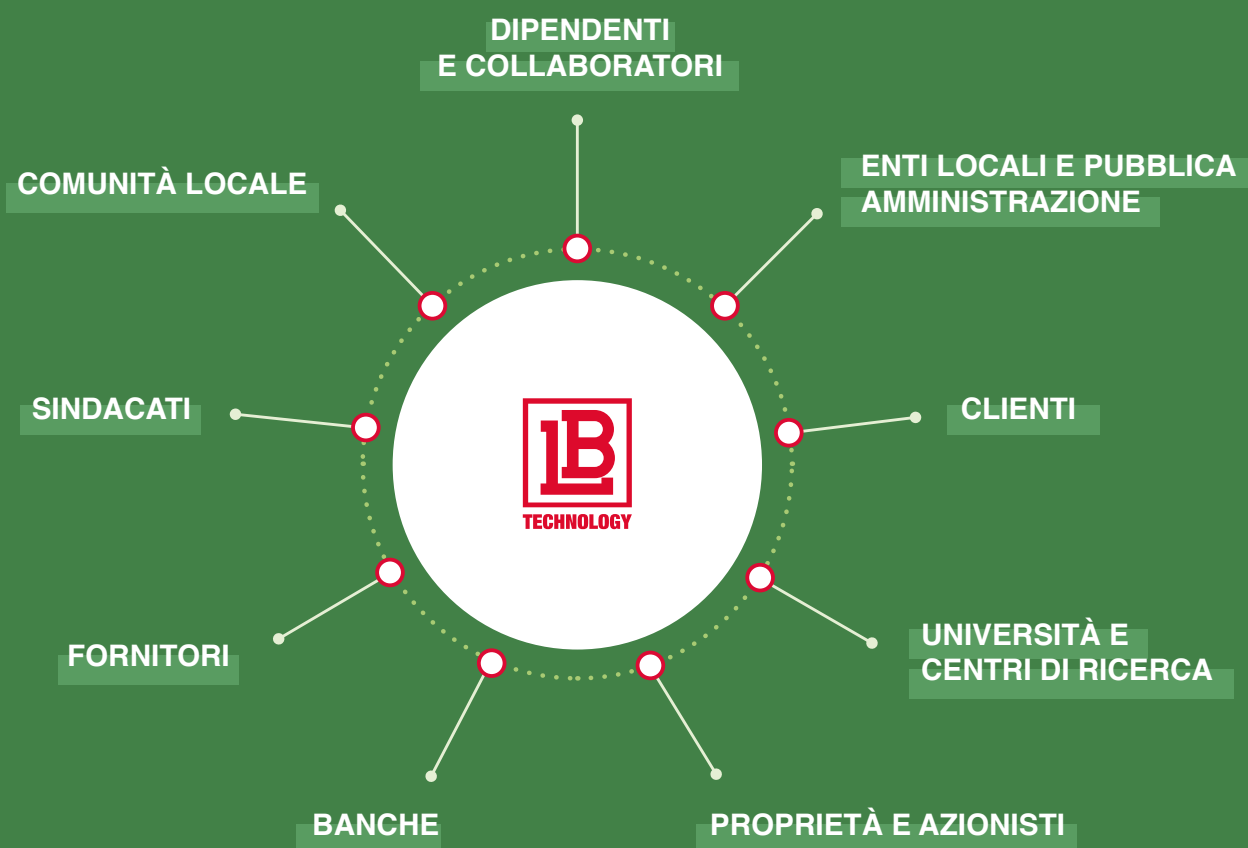 DIPENDENTI
E COLLABORATORI
ENTI LOCALI E PUBBLICA
AMMINISTRAZIONE
COMUNITÀ LOCALE
SINDACATI
CLIENTI
LB
TECHNOLOGY
FORNITORI
UNIVERSITÀ E
CENTRI DI RICERCA
BANCHE
PROPRIETÀ E AZIONISTI